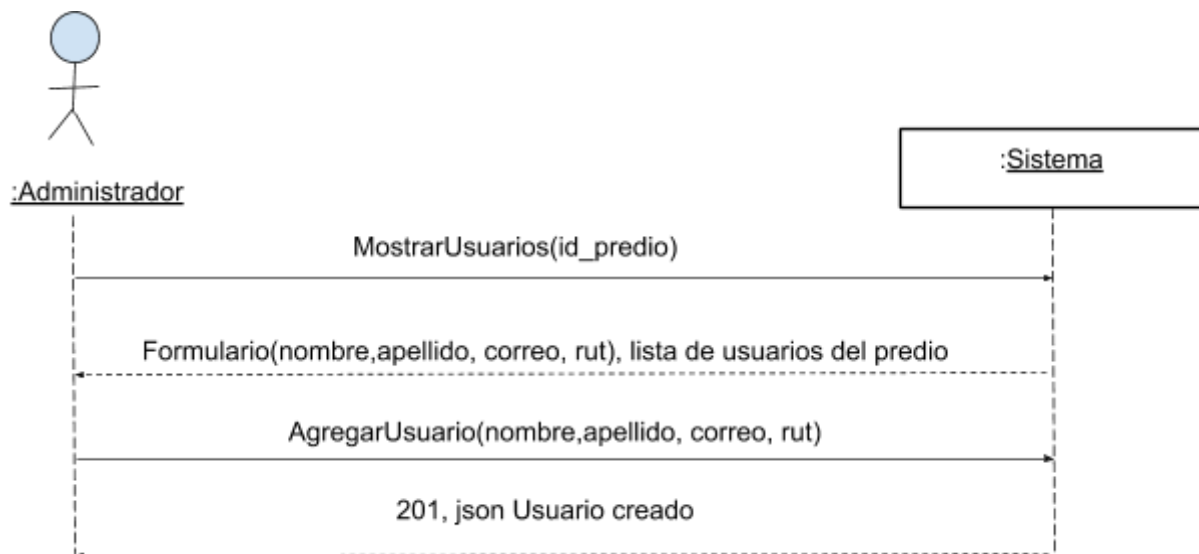 :Administrador
:Sistema
MostrarUsuarios(id_predio)
Formulario(nombre,apellido, correo, rut), lista de usuarios del predio
AgregarUsuario(nombre,apellido, correo, rut)
201, json Usuario creado